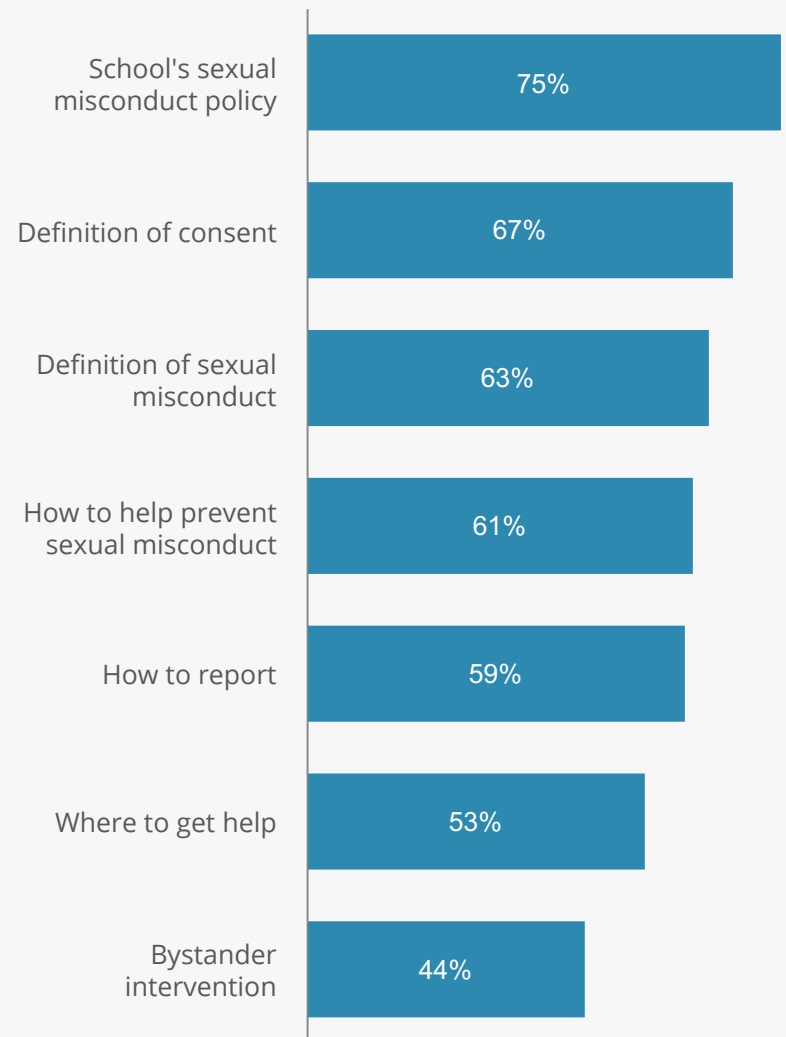 School's sexual
misconduct policy
75%
Definition of consent
67%
Definition of sexual
misconduct
63%
How to help prevent
sexual misconduct
61%
How to report
59%
Where to get help
53%
Bystander
intervention
44%